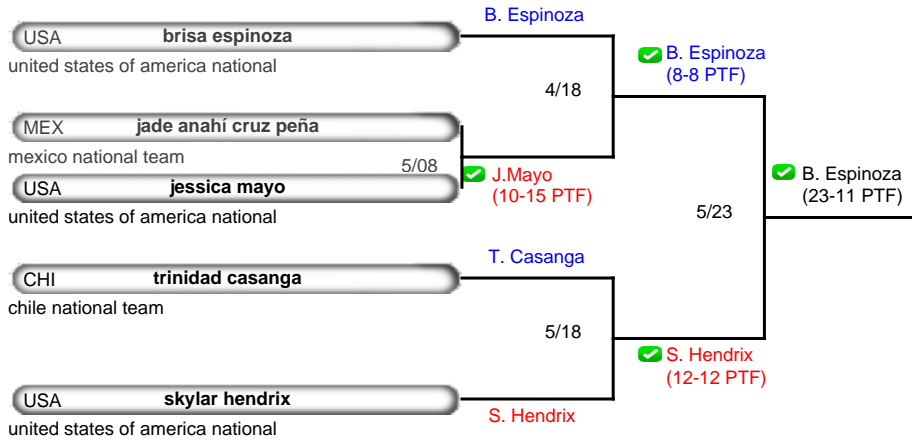 B. Espinoza
USA brisa espinoza
united states of america national
B. Espinoza
(8-8 PTF)
4/18
MEX jade anahí cruz peña
mexico national team
5/08
J.Mayo
(10-15 PTF)
USA jessica mayo
united states of america national
B. Espinoza
(23-11 PTF)
5/23
T. Casanga
CHI trinidad casanga
chile national team
5/18
S. Hendrix
(12-12 PTF)
USA skylar hendrix
S. Hendrix
united states of america national